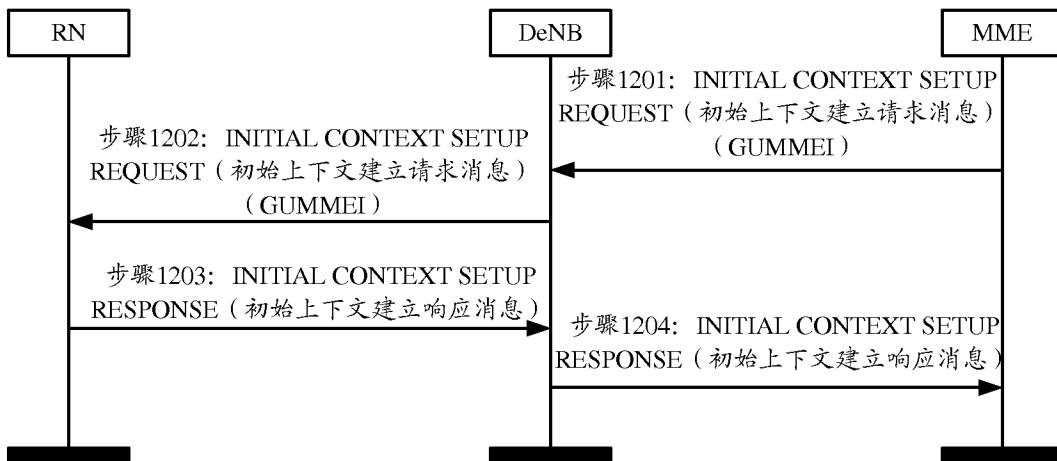 RN
DeNB
MME
步骤1201：INITIAL CONTEXT SETUP
REQUEST（初始上下文建立请求消息）
（GUMMEI）
步骤1202：INITIAL CONTEXT SETUP
REQUEST（初始上下文建立请求消息）
（GUMMEI）
步骤1203：INITIAL CONTEXT SETUP
RESPONSE（初始上下文建立响应消息）
步骤1204：INITIAL CONTEXT SETUP
RESPONSE（初始上下文建立响应消息）